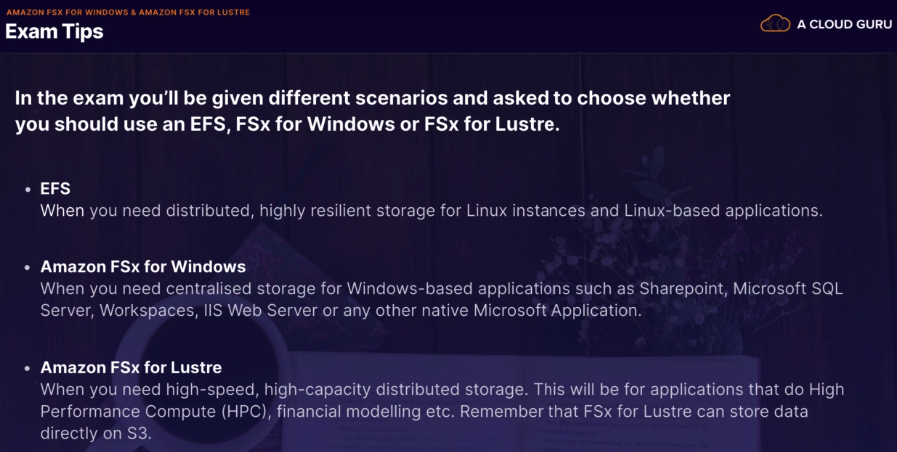 AMAZON FSX FOR WINDOWS & AMAZON FSX FOR LUSTRE
Exam Tips
A CLOUD GURU
In the exam you'll be given different scenarios and asked to choose whether
you should use an EFS, FSx for Windows or FSx for Lustre.
• EFS
When you need distributed, highly resilient storage for Linux instances and Linux-based applications.
• Amazon FSx for Windows
When you need centralised storage for Windows-based applications such as Sharepoint, Microsoft SQL
Server, Workspaces, IIS Web Server or any other native Microsoft Application.
• Amazon FSx for Lustre
When you need high-speed, high-capacity distributed storage. This will be for applications that do High
Performance Compute (HPC), financial modelling etc. Remember that FSx for Lustre can store data
directly on S3.